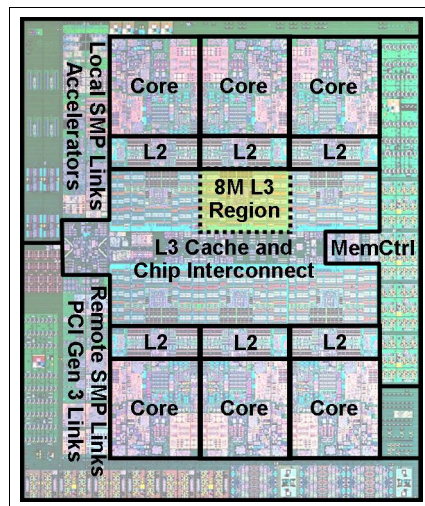 Local SMP Links
Accelerators
Core
Core
Core
L2
L2
L2
8M L3
Region
L3 Cache and
Chip Interconnect
MemCtrl
Remote SMP Links
PCI Gen 3 Links
L2
L2
L2
Core
Core
Core